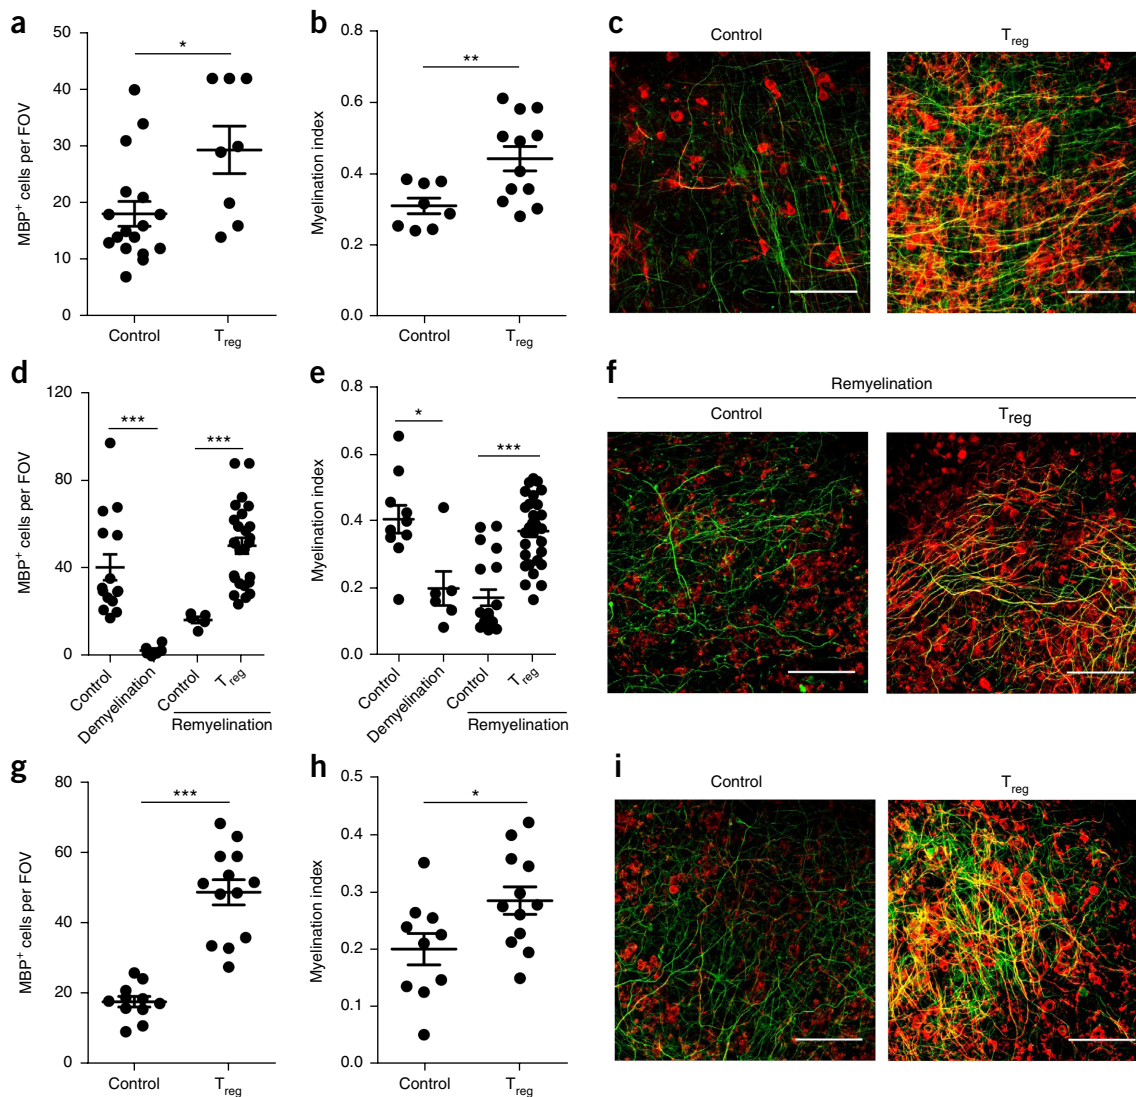 a
50
40
30
20
10
0
MBP+ cells per FOV
*
Control
Treg
b
0.8
0.6
0.4
0.2
0.0
Myelination index
**
Control
Treg
c
Control
Treg
d
120
80
40
0
MBP+ cells per FOV
***
***
Control
Demyelination
Control
Treg
Remyelination
e
0.8
0.6
0.4
0.2
0.0
Myelination index
*
***
Control
Demyelination
Control
Treg
Remyelination
f
Remyelination
Control
Treg
g
80
60
40
20
0
MBP+ cells per FOV
***
Control
Treg
h
0.5
0.4
0.3
0.2
0.1
0.0
Myelination index
*
Control
Treg
i
Control
Treg